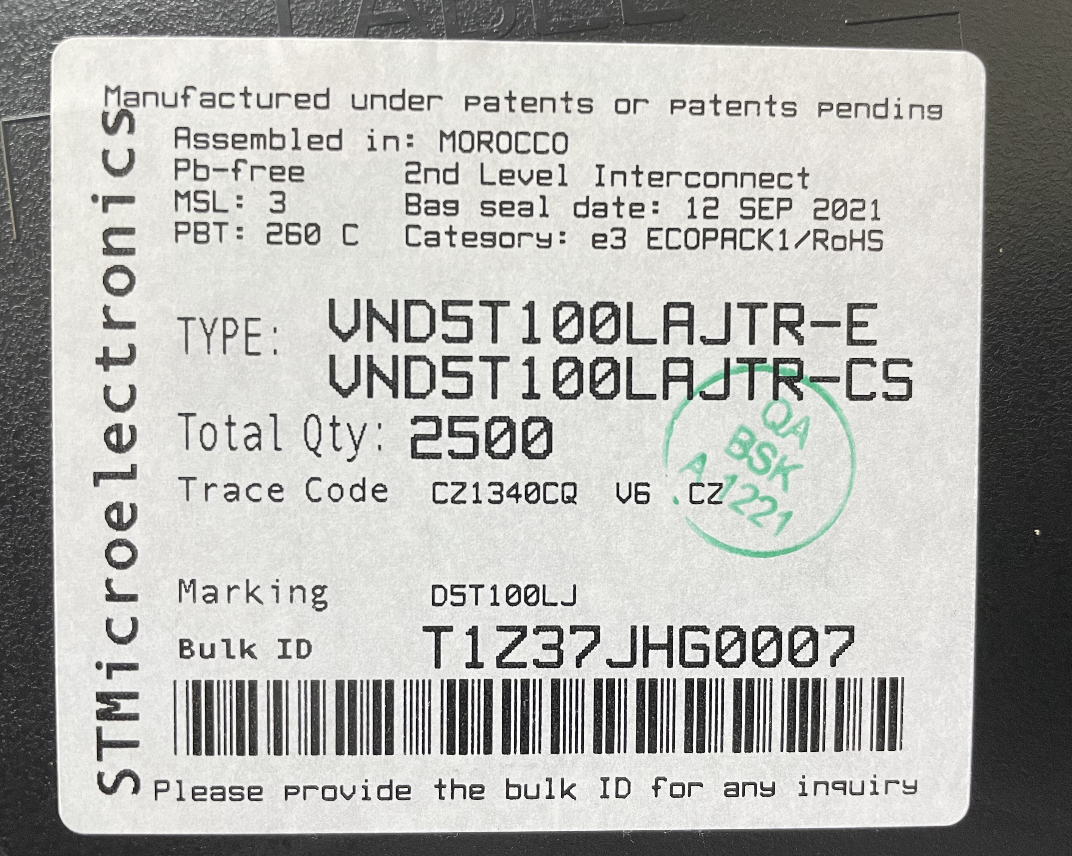 STMicroelectronics
Manufactured under patents or patents pending
Assembled in: MOROCCO
Pb-free 2nd Level Interconnect
MSL: 3 Bag seal date: 12 SEP 2021
PBT: 260 C Category: e3 ECOPACK1/RoHS
TYPE: VND5T100LAJTR-E
VND5T100LAJTR-CS
Total Qty: 2500
Trace Code CZ1340CQ V6 CZ
QA
BSK
A 1221
Marking D5T100LJ
Bulk ID T1Z37JHG0007
Please provide the bulk ID for any inquiry